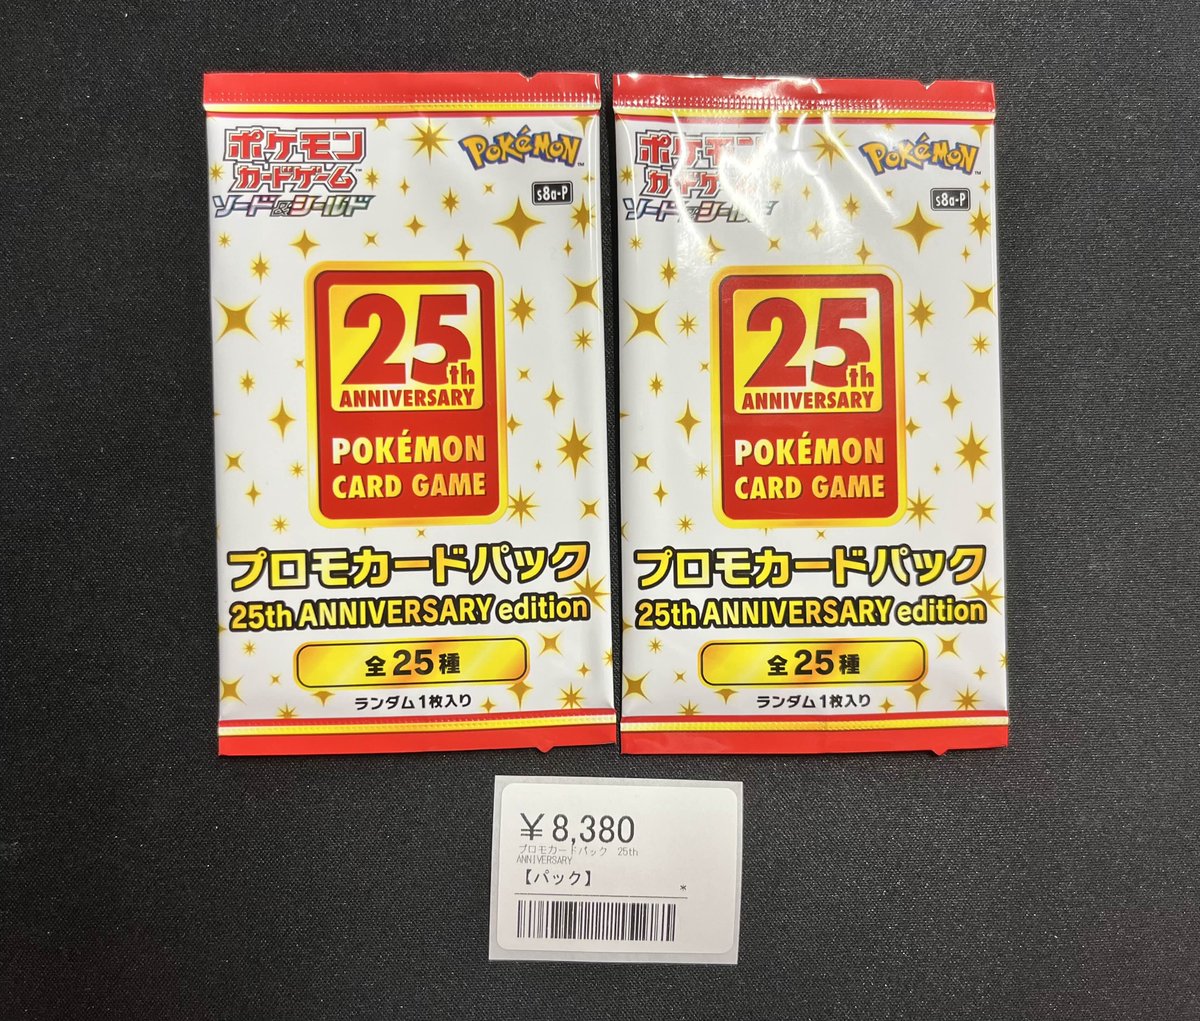 ポケモン
カードゲーム
ソード&シールド
Pokémon
s8a-P
25th
ANNIVERSARY
POKÉMON
CARD GAME
プロモカードパック
25th ANNIVERSARY edition
全25種
ランダム1枚入り
ポケモン
カードゲーム
ソード&シールド
Pokémon
s8a-P
25th
ANNIVERSARY
POKÉMON
CARD GAME
プロモカードパック
25th ANNIVERSARY edition
全25種
ランダム1枚入り
¥8,380
プロモカードパック 25th
ANNIVERSARY
【パック】
*